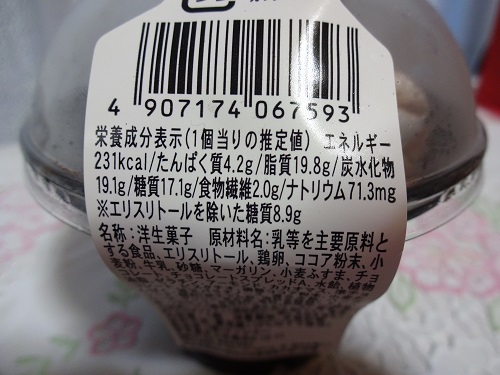 4 907174 067593
栄養成分表示(1個当りの推定値) エネルギー
231kcal/たんぱく質4.2g/脂質19.8g/炭水化物
19.1g/糖質17.1g/食物繊維2.0g/ナトリウム71.3mg
※エリスリトールを除いた糖質8.9g
名称:洋生菓子 原材料名:乳等を主要原料と
する食品、エリスリトール、鶏卵、ココア粉末、小
麦粉、牛乳、砂糖、マーガリン、小麦ふすま、チョ